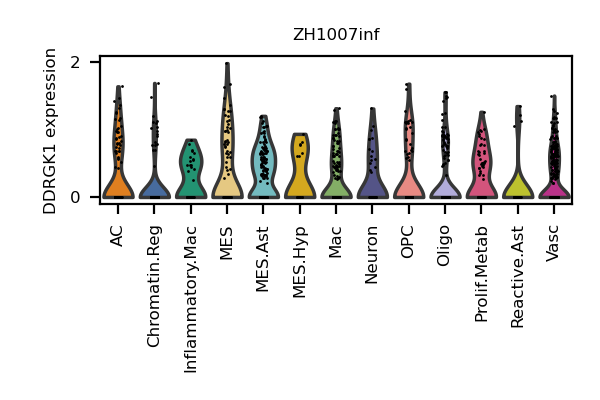 ZH1007inf
DDRGK1 expression
2
0
AC
Chromatin.Reg
Inflammatory.Mac
MES
MES.Ast
MES.Hyp
Mac
Neuron
OPC
Oligo
Prolif.Metab
Reactive.Ast
Vasc